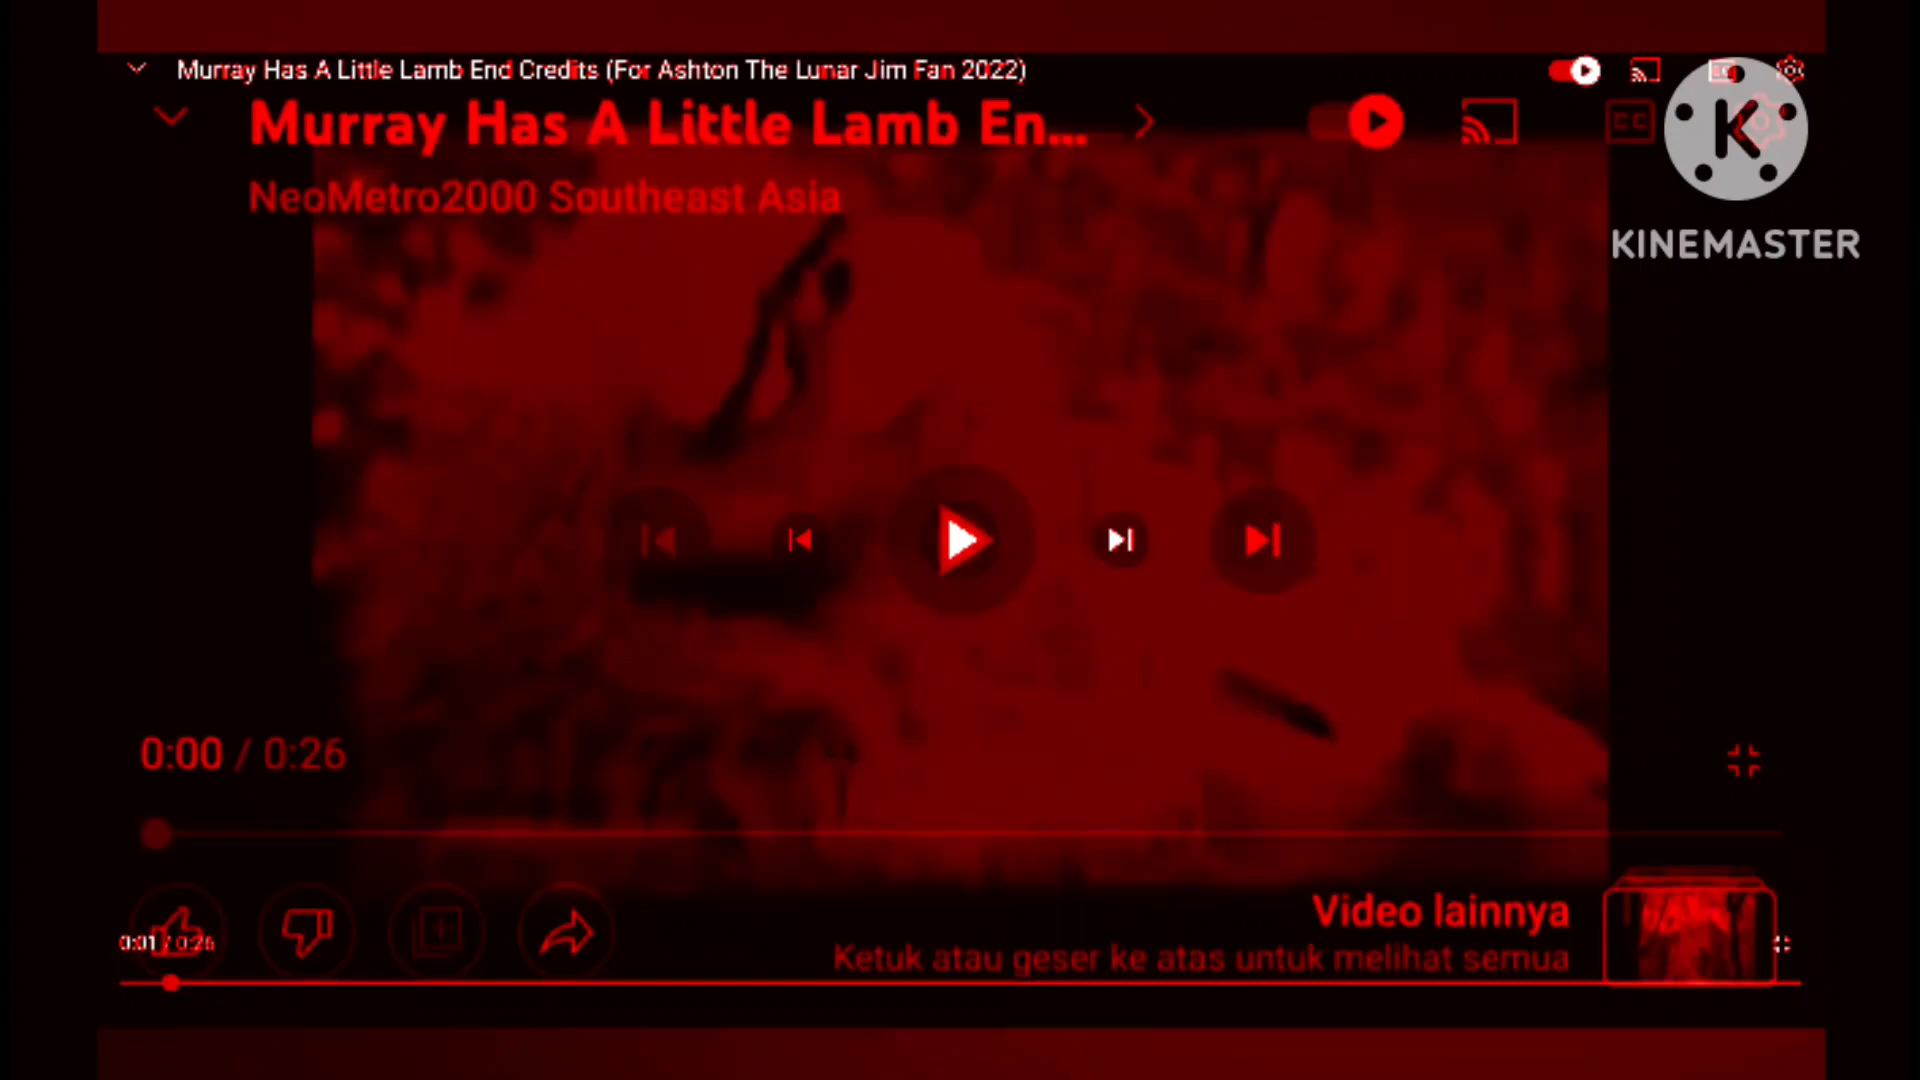 Murray Has A Little Lamb End Credits (For Ashton The Lunar Jim Fan 2022)
Murray Has A Little Lamb En...
NeoMetro2000 Southeast Asia
CC
K
KINEMASTER
0:00 / 0:26
Video lainnya
Ketuk atau geser ke atas untuk melihat semua
0:01 / 0:26